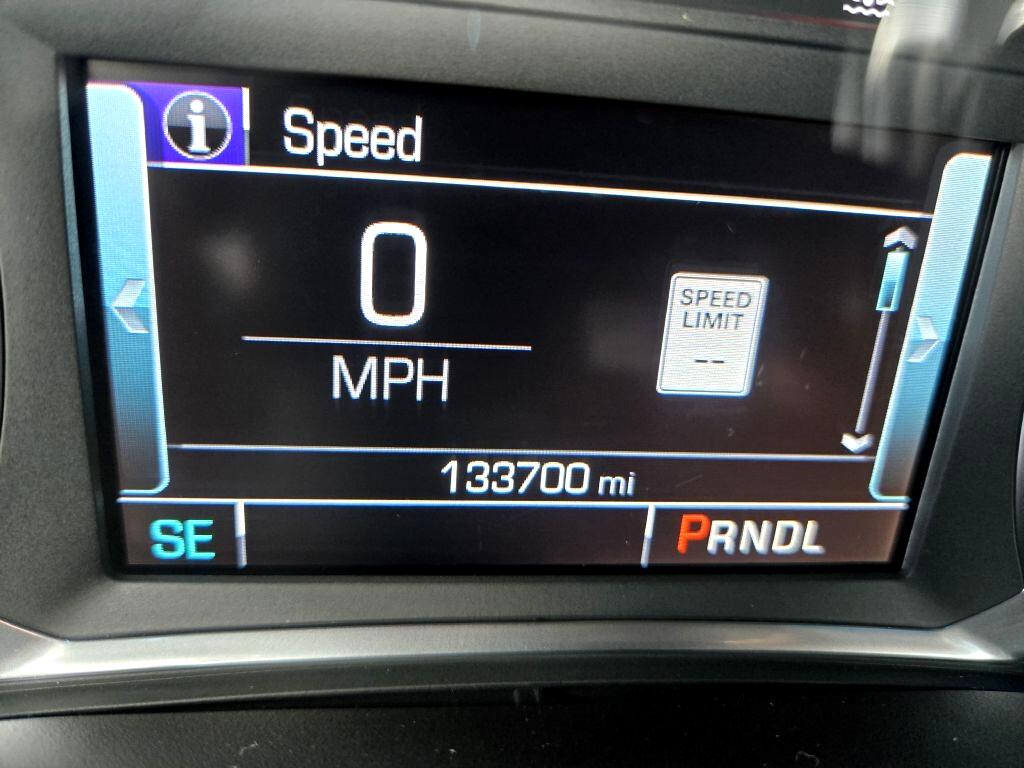 i Speed
0
MPH
SPEED
LIMIT
--
133700 mi
SE
PRNDL